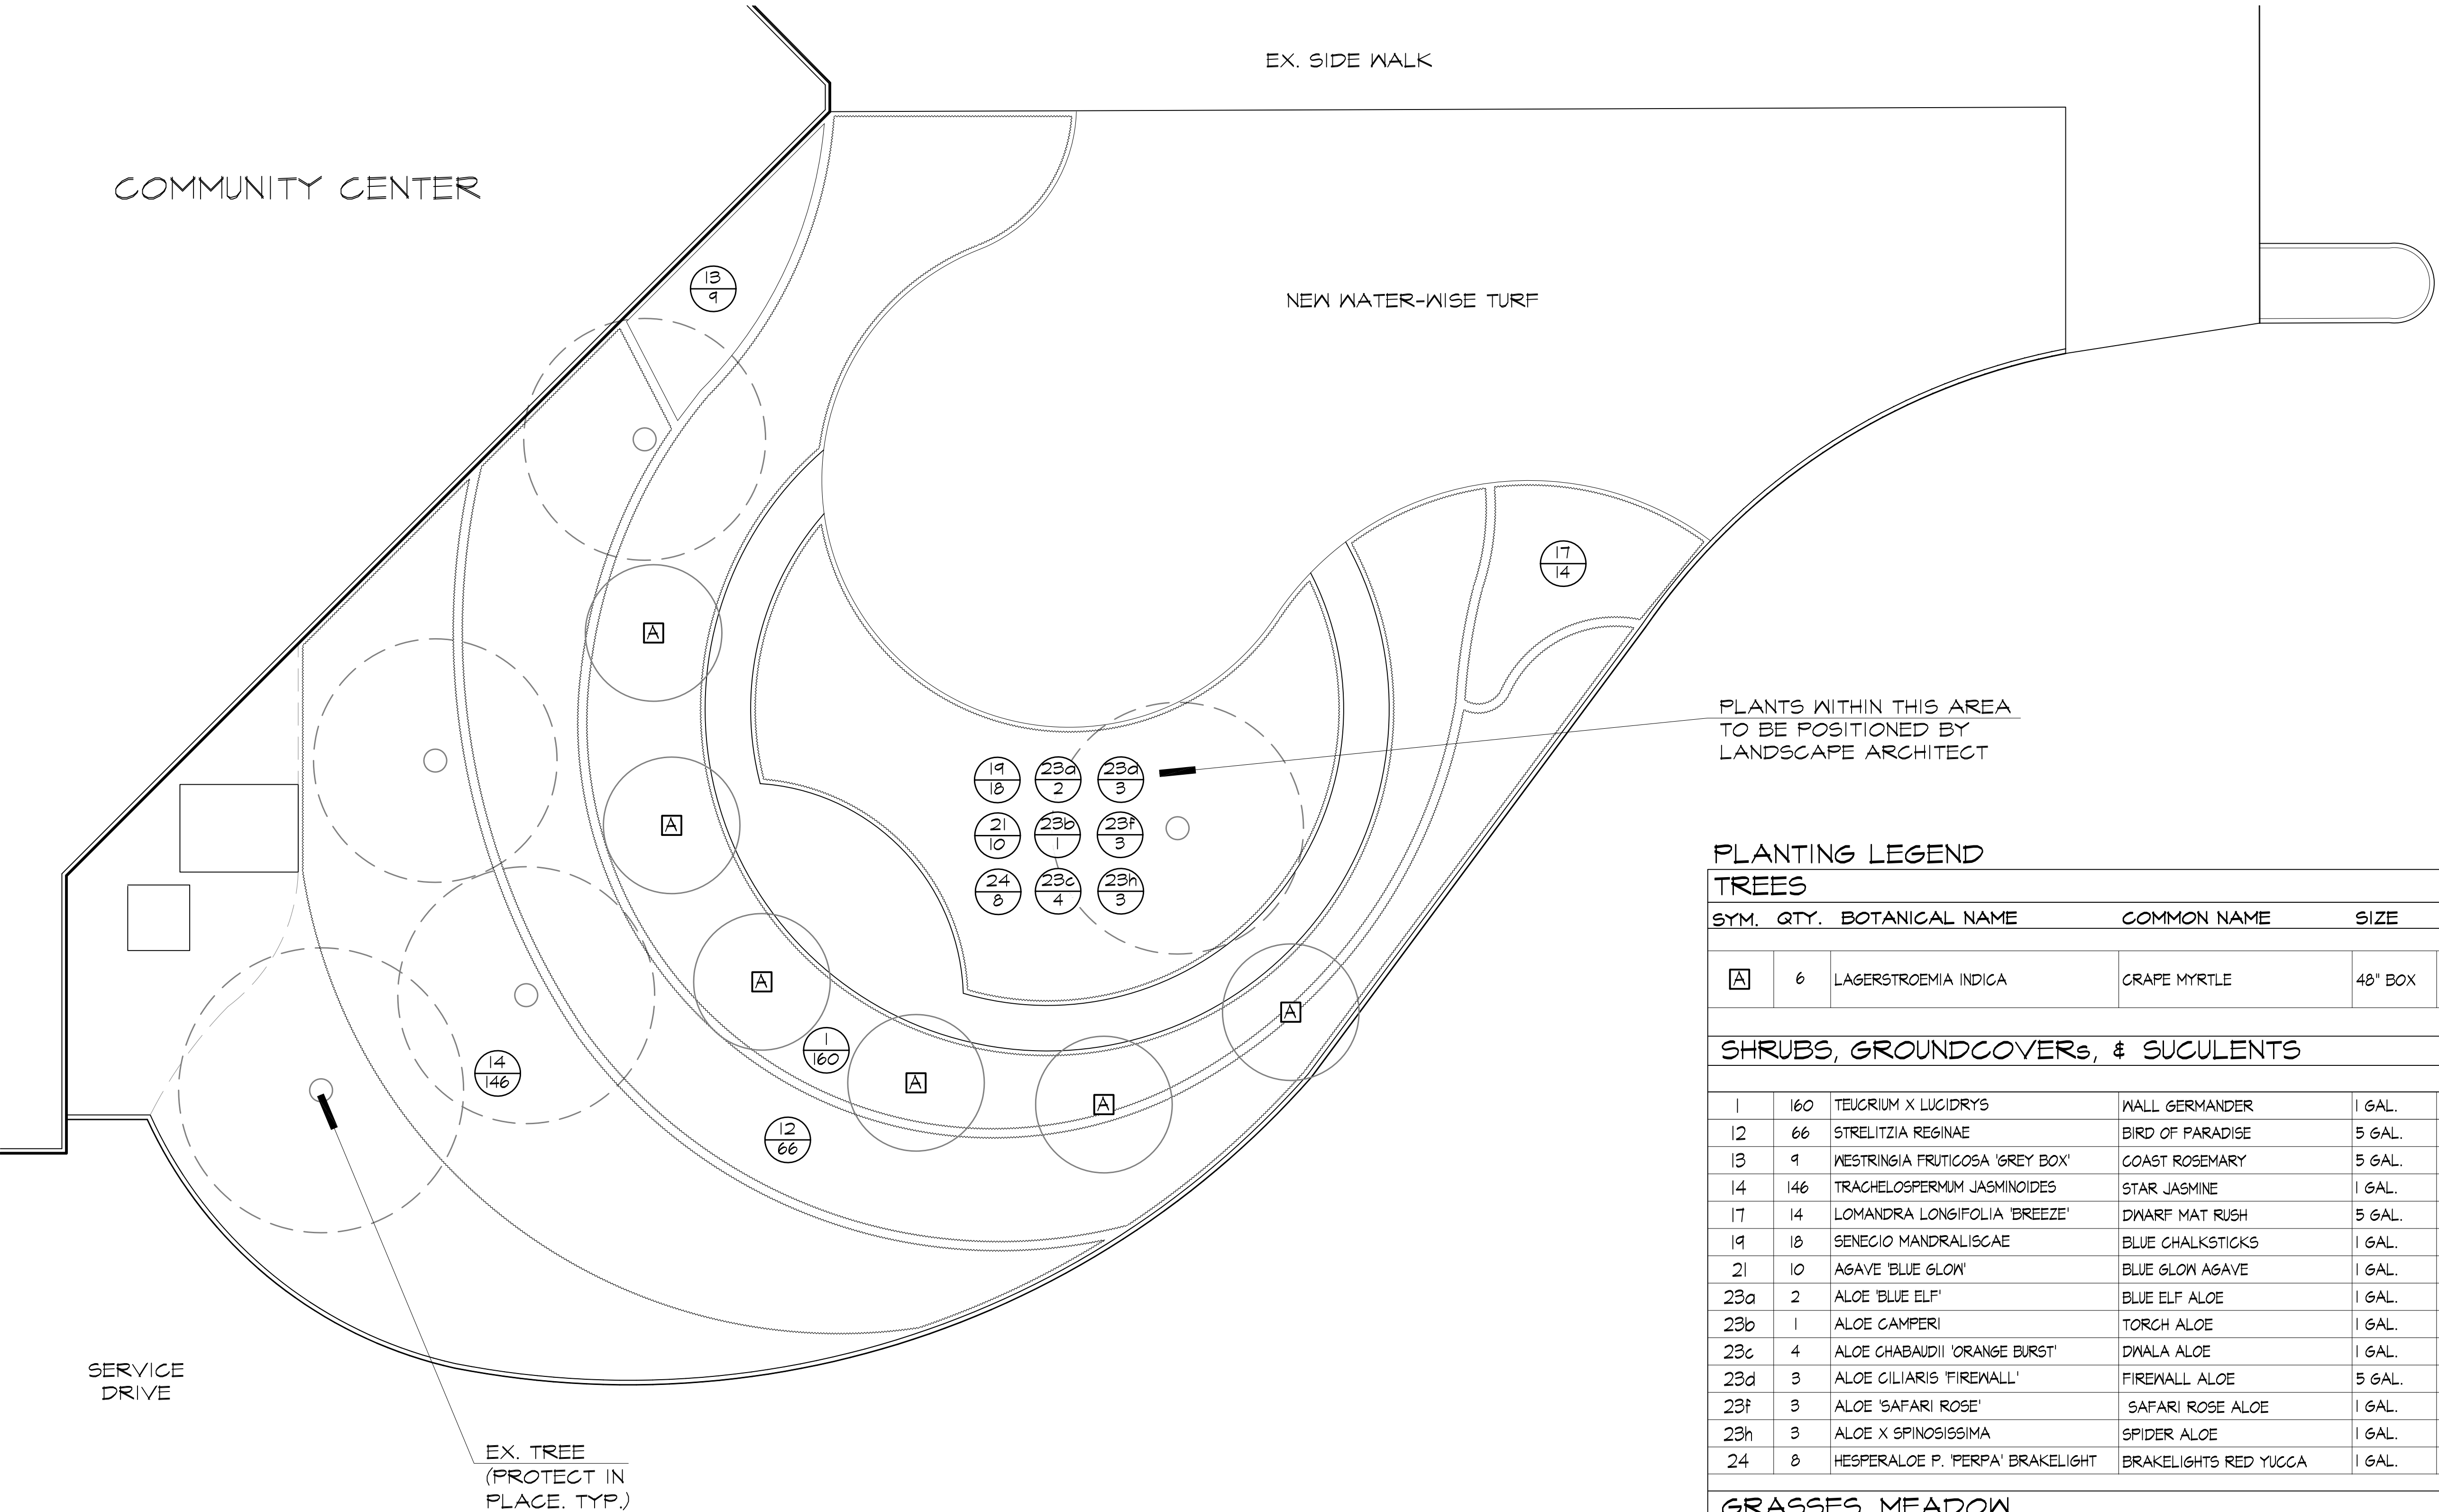 EX. SIDE WALK
COMMUNITY CENTER
13
9
NEW WATER-WISE TURF
17
14
A
A
PLANTS WITHIN THIS AREA
TO BE POSITIONED BY
LANDSCAPE ARCHITECT
19 23a 23a
18 2 3
21 23b 23f
10 1 3
24 23c 23h
8 4 3
A
A
A
A
1
160
14
146
12
66
SERVICE
DRIVE
EX. TREE
(PROTECT IN
PLACE. TYP.)
PLANTING LEGEND
TREES
SYM. QTY. BOTANICAL NAME COMMON NAME SIZE
A 6 LAGERSTROEMIA INDICA CRAPE MYRTLE 48" BOX
SHRUBS, GROUNDCOVERs, & SUCULENTS
1 160 TEUCRIUM X LUCIDRYS WALL GERMANDER 1 GAL.
12 66 STRELITZIA REGINAE BIRD OF PARADISE 5 GAL.
13 9 WESTRINGIA FRUTICOSA 'GREY BOX' COAST ROSEMARY 5 GAL.
14 146 TRACHELOSPERMUM JASMINOIDES STAR JASMINE 1 GAL.
17 14 LOMANDRA LONGIFOLIA 'BREEZE' DWARF MAT RUSH 5 GAL.
19 18 SENECIO MANDRALISCAE BLUE CHALKSTICKS 1 GAL.
21 10 AGAVE 'BLUE GLOW' BLUE GLOW AGAVE 1 GAL.
23a 2 ALOE 'BLUE ELF' BLUE ELF ALOE 1 GAL.
23b 1 ALOE CAMPERI TORCH ALOE 1 GAL.
23c 4 ALOE CHABAUDII 'ORANGE BURST' DWALA ALOE 1 GAL.
23d 3 ALOE CILIARIS 'FIREWALL' FIREWALL ALOE 5 GAL.
23f 3 ALOE 'SAFARI ROSE' SAFARI ROSE ALOE 1 GAL.
23h 3 ALOE X SPINOSISSIMA SPIDER ALOE 1 GAL.
24 8 HESPERALOE P. 'PERPA' BRAKELIGHT BRAKELIGHTS RED YUCCA 1 GAL.
GRASSES, MEADOW